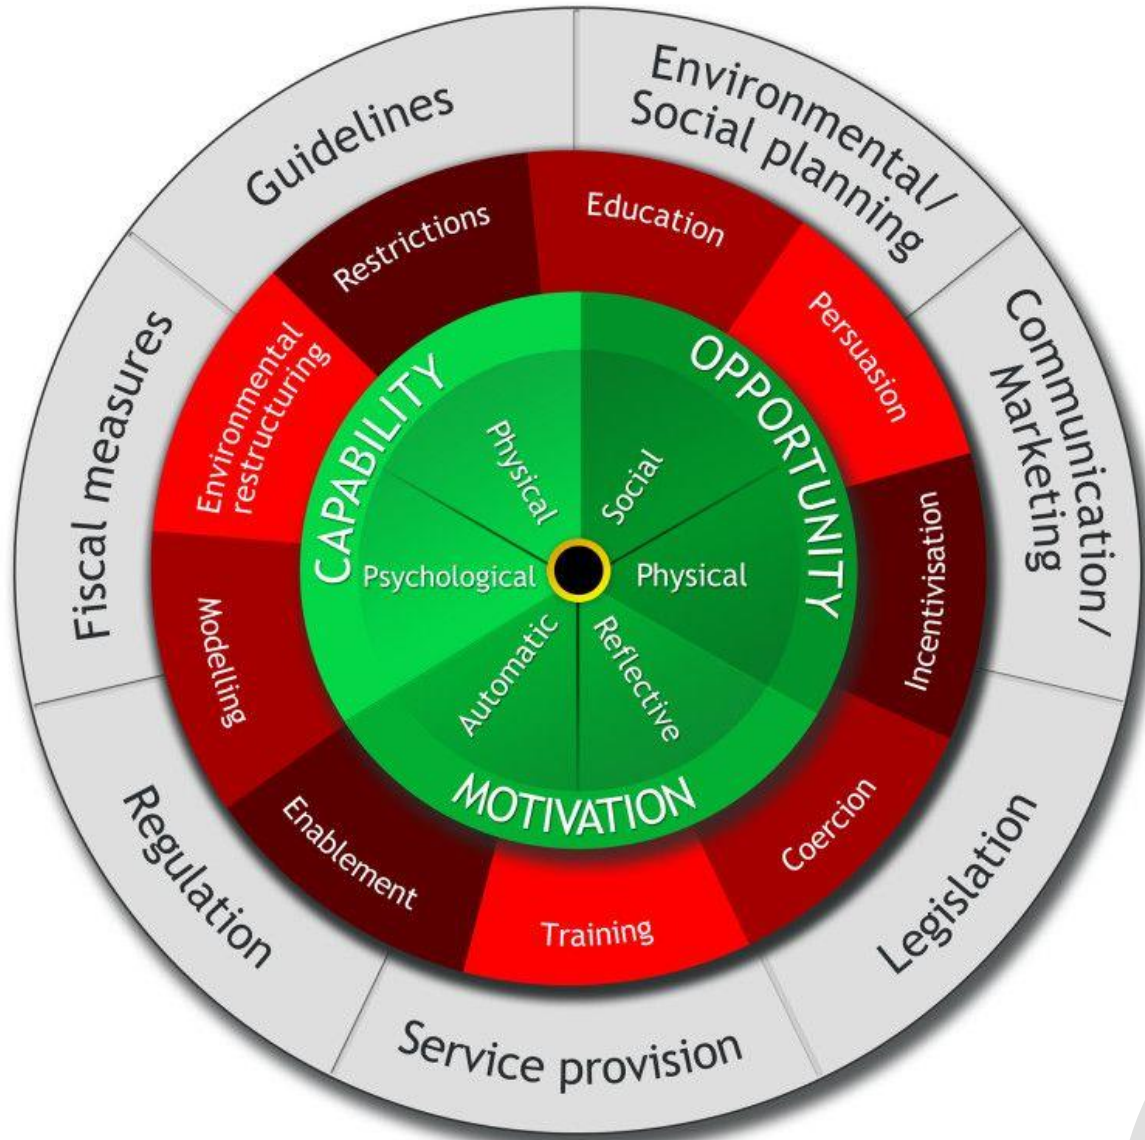 Environmental/
Social planning
Communication/
Marketing
Legislation
Service provision
Regulation
Fiscal measures
Guidelines
Education
Persuasion
Incentivisation
Coercion
Training
Enablement
Modelling
Environmental
restructuring
Restrictions
CAPABILITY
Physical
Psychological
OPPORTUNITY
Social
Physical
MOTIVATION
Automatic
Reflective